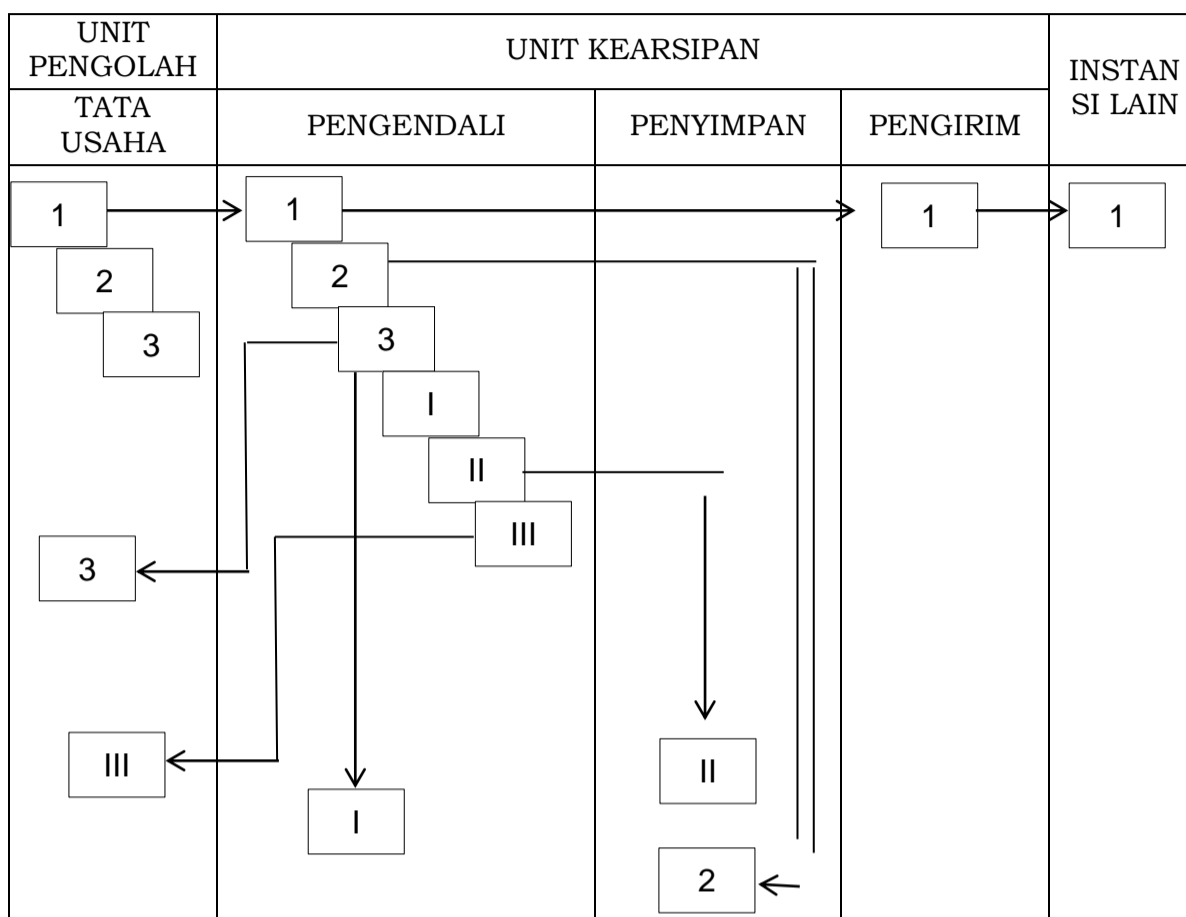 UNIT
PENGOLAH
UNIT KEARSIPAN
INSTAN
SI LAIN
TATA
USAHA
PENGENDALI
PENYIMPAN
PENGIRIM
1
1
1
1
2
2
3
3
I
II
III
3
III
II
I
2